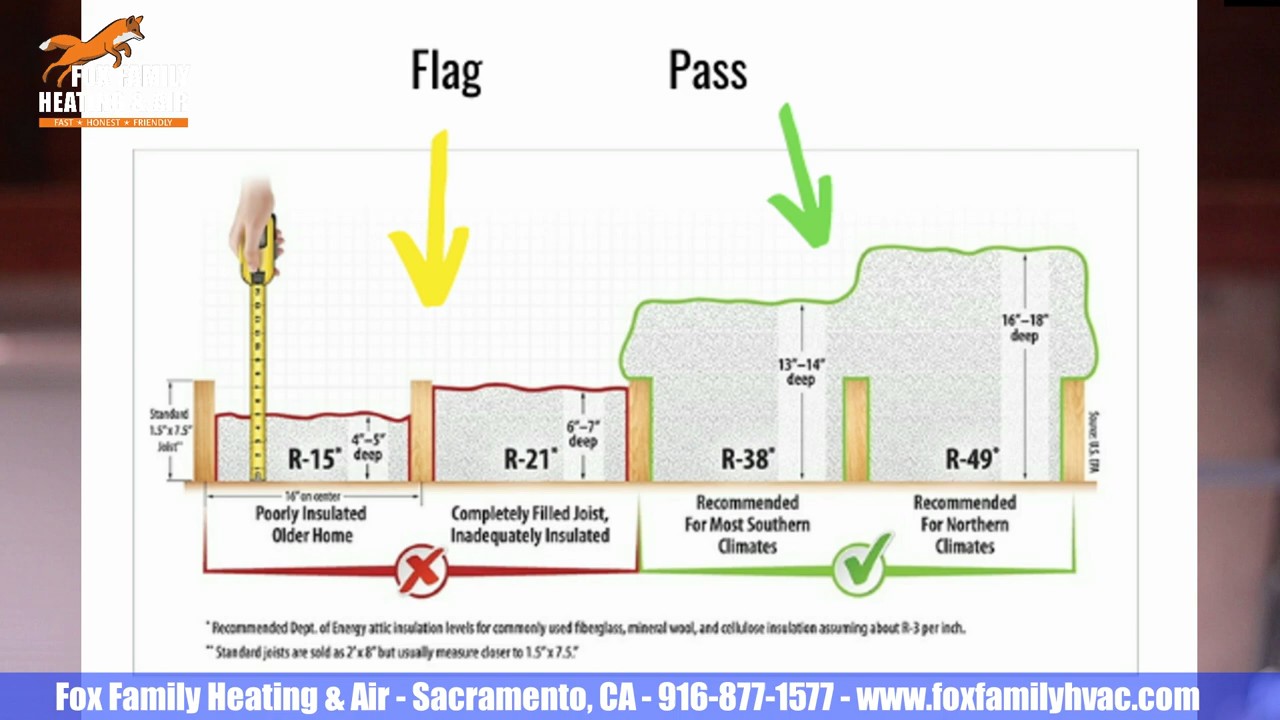 FOX FAMILY
HEATING & AIR
FAST ★ HONEST ★ FRIENDLY
Flag
Pass
Standard
1.5"x7.5"
Joist**
4"–5"
deep
R-15*
6"–7"
deep
R-21*
13"–14"
deep
R-38*
16"–18"
deep
R-49*
Source: U.S. EPA
16" on center
Poorly Insulated
Older Home
Completely Filled Joist,
Inadequately Insulated
Recommended
For Most Southern
Climates
Recommended
For Northern
Climates
* Recommended Dept. of Energy attic insulation levels for commonly used fiberglass, mineral wool, and cellulose insulation assuming about R-3 per inch.
** Standard joists are sold as 2"x 8" but usually measure closer to 1.5"x 7.5."
Fox Family Heating & Air - Sacramento, CA - 916-877-1577 - www.foxfamilyhvac.com